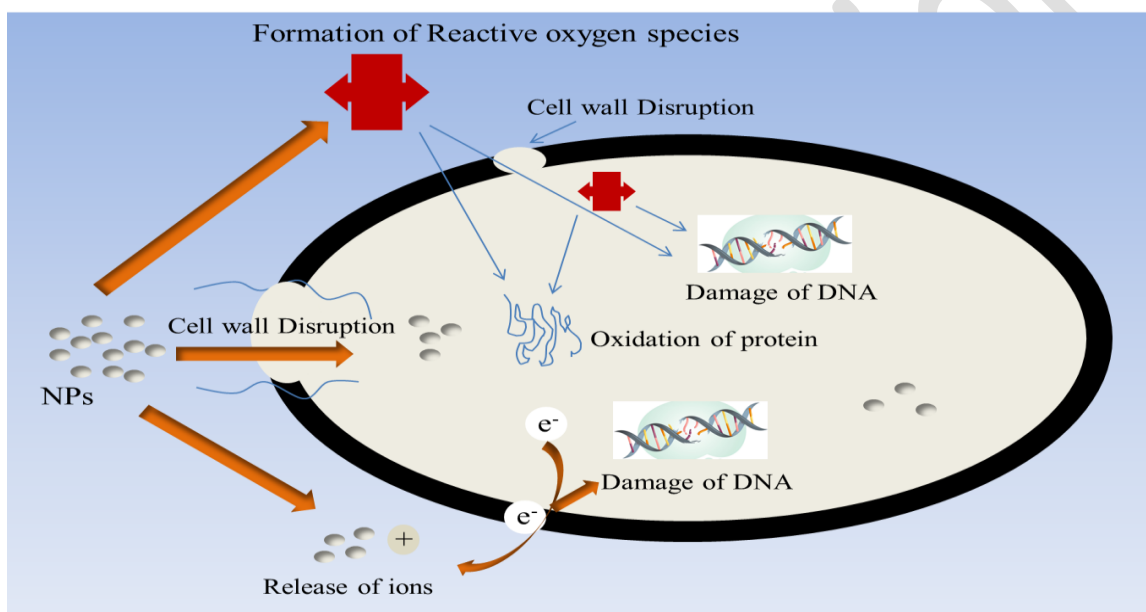 Formation of Reactive oxygen species
Cell wall Disruption
Damage of DNA
Cell wall Disruption
Oxidation of protein
NPs
e-
Damage of DNA
e-
+
Release of ions